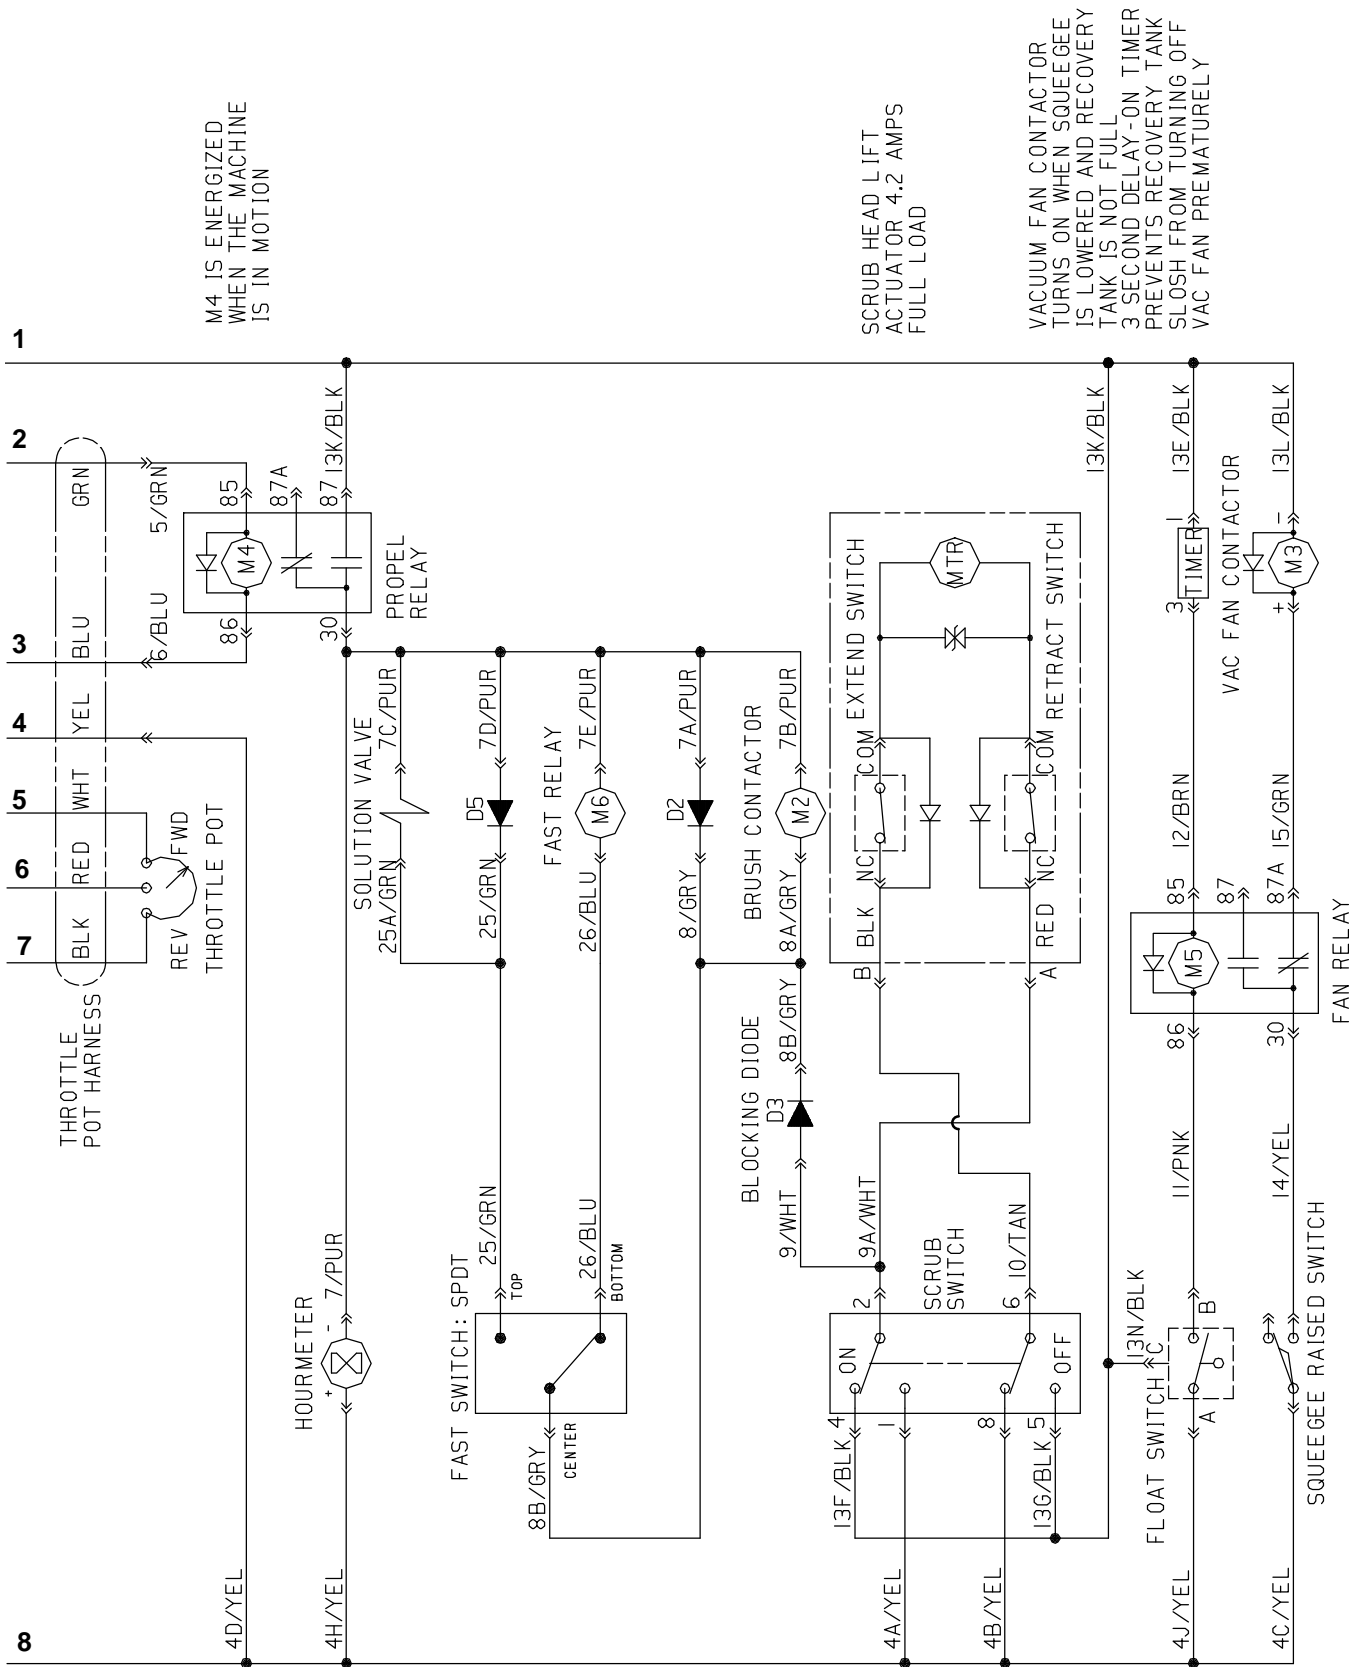 M4 IS ENERGIZED
WHEN THE MACHINE
IS IN MOTION
SCRUB HEAD LIFT
ACTUATOR 4.2 AMPS
FULL LOAD
VACUUM FAN CONTACTOR
TURNS ON WHEN SQUEEGEE
IS LOWERED AND RECOVERY
TANK IS NOT FULL
3 SECOND DELAY-ON TIMER
PREVENTS RECOVERY TANK
SLOSH FROM TURNING OFF
VAC FAN PREMATURELY
1
2
3
4
5
6
7
8
THROTTLE
POT HARNESS
BLK
RED
WHT
YEL
BLU
GRN
REV
FWD
THROTTLE POT
5/GRN
6/BLU
85
87A
87
13K/BLK
M4
86
30
PROPEL
RELAY
4D/YEL
HOURMETER
+
-
7/PUR
4H/YEL
SOLUTION VALVE
25A/GRN
7C/PUR
D5
25/GRN
7D/PUR
FAST RELAY
M6
26/BLU
7E/PUR
D2
8/GRY
7A/PUR
BRUSH CONTACTOR
M2
8A/GRY
7B/PUR
FAST SWITCH: SPDT
25/GRN
TOP
26/BLU
BOTTOM
8B/GRY
CENTER
BLOCKING DIODE
D3
8B/GRY
9/WHT
EXTEND SWITCH
MTR
RETRACT SWITCH
COM
NC
COM
NC
BLK
RED
B
A
9A/WHT
10/TAN
SCRUB
SWITCH
2
6
ON
OFF
4
1
8
5
13F/BLK
13G/BLK
4A/YEL
4B/YEL
13K/BLK
13E/BLK
13L/BLK
1
TIMER
3
VAC FAN CONTACTOR
-
M3
+
12/BRN
15/GRN
85
87
87A
M5
86
30
FAN RELAY
11/PNK
14/YEL
13N/BLK
FLOAT SWITCH
C
B
A
SQUEEGEE RAISED SWITCH
4J/YEL
4C/YEL